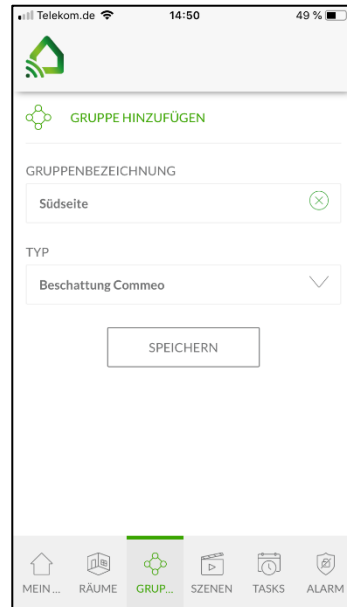 Telekom.de 14:50 49 %
GRUPPE HINZUFÜGEN
GRUPPENBEZEICHNUNG
Südseite
TYP
Beschattung Commeo
SPEICHERN
MEIN ... RÄUME GRUP... SZENEN TASKS ALARM